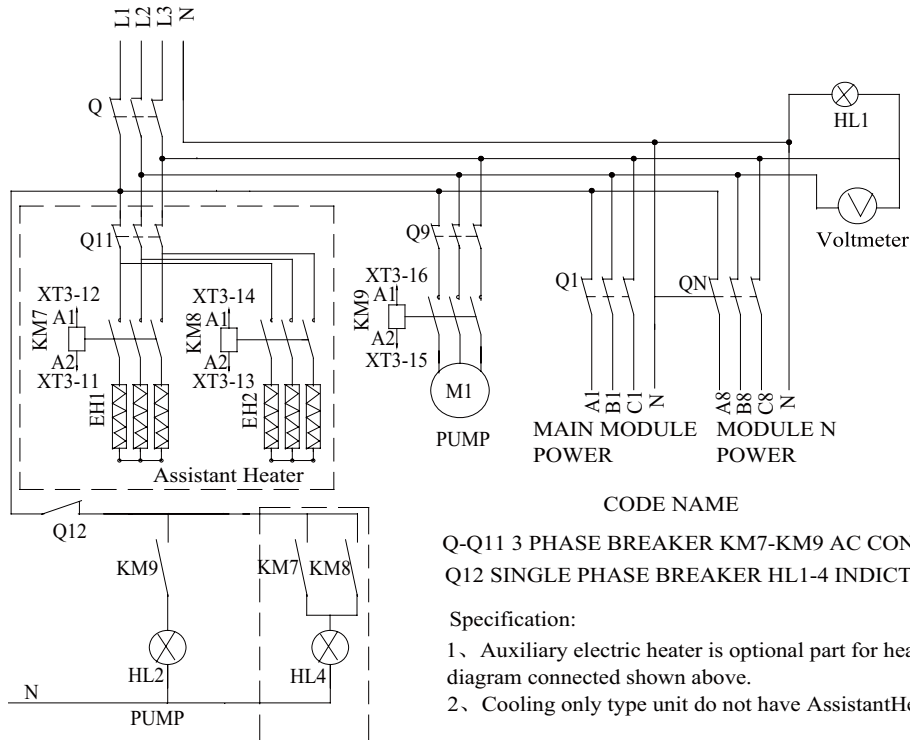 L1 L2 L3 N
Q
HL1
Voltmeter
Q11
Q9
XT3-12
XT3-14
XT3-16
A1
A1
A1
KM7
KM8
KM9
Q1
QN
A2
A2
A2
XT3-11
XT3-13
XT3-15
EH1
EH2
M1
A1 B1 C1 N
A8 B8 C8 N
PUMP
MAIN MODULE
POWER
MODULE N
POWER
Assistant Heater
CODE NAME
Q12
Q-Q11 3 PHASE BREAKER KM7-KM9 AC CON
Q12 SINGLE PHASE BREAKER HL1-4 INDICT
KM9
KM7
KM8
Specification:
1、Auxiliary electric heater is optional part for hea
diagram connected shown above.
2、Cooling only type unit do not have AssistantHe
HL2
HL4
N
PUMP